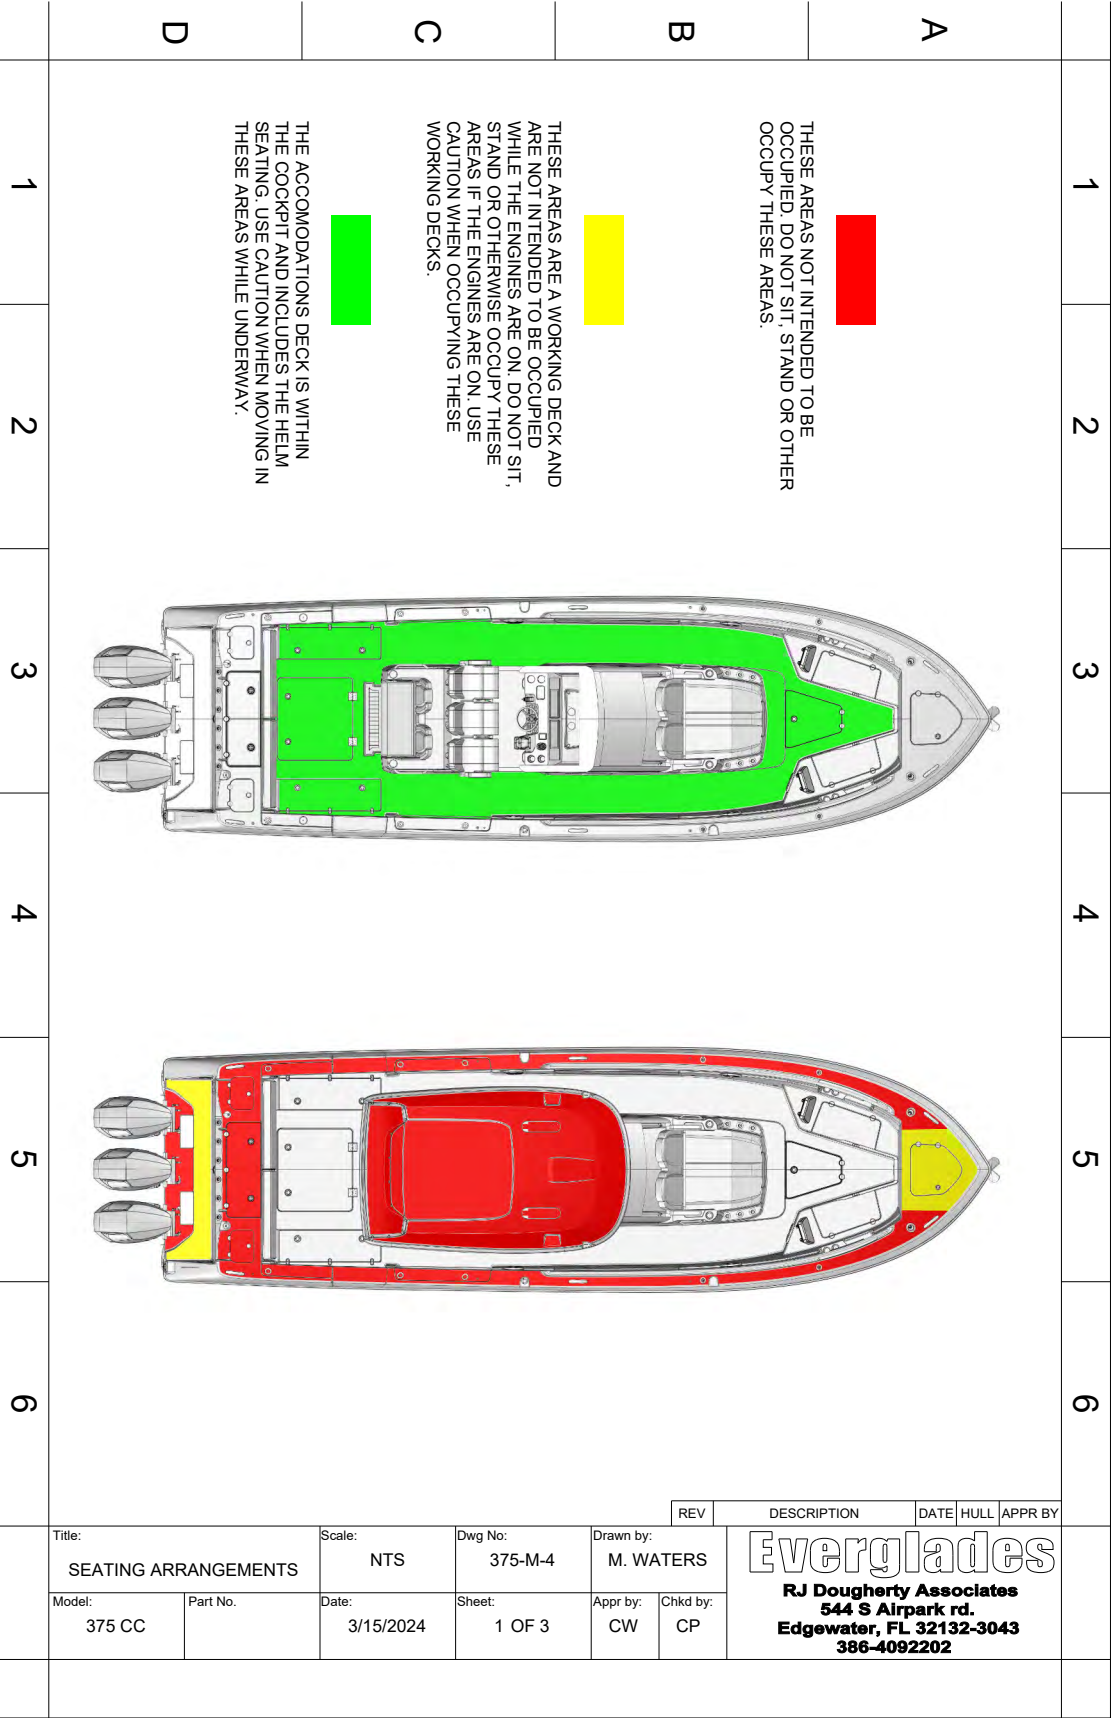 D
C
B
A
1
2
3
4
5
6
1
2
3
4
5
6
THESE AREAS NOT INTENDED TO BE
OCCUPIED. DO NOT SIT, STAND OR OTHER
OCCUPY THESE AREAS.
THESE AREAS ARE A WORKING DECK AND
ARE NOT INTENDED TO BE OCCUPIED
WHILE THE ENGINES ARE ON. DO NOT SIT,
STAND OR OTHERWISE OCCUPY THESE
AREAS IF THE ENGINES ARE ON. USE
CAUTION WHEN OCCUPYING THESE
WORKING DECKS.
THE ACCOMODATIONS DECK IS WITHIN
THE COCKPIT AND INCLUDES THE HELM
SEATING. USE CAUTION WHEN MOVING IN
THESE AREAS WHILE UNDERWAY.
REV DESCRIPTION DATE HULL APPR BY
Title:
SEATING ARRANGEMENTS
Scale:
NTS
Dwg No:
375-M-4
Drawn by:
M. WATERS
Model:
375 CC
Part No.
Date:
3/15/2024
Sheet:
1 OF 3
Appr by:
CW
Chkd by:
CP
Everglades
RJ Dougherty Associates
544 S Airpark rd.
Edgewater, FL 32132-3043
386-4092202